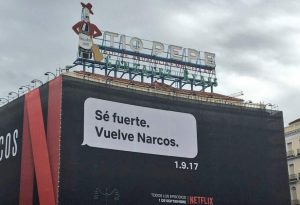 TIO PEPE
COS
Sé fuerte.
Vuelve Narcos.
1.9.17
TODOS LOS EPISODIOS
1 DE SEPTIEMBRE
NETFLIX